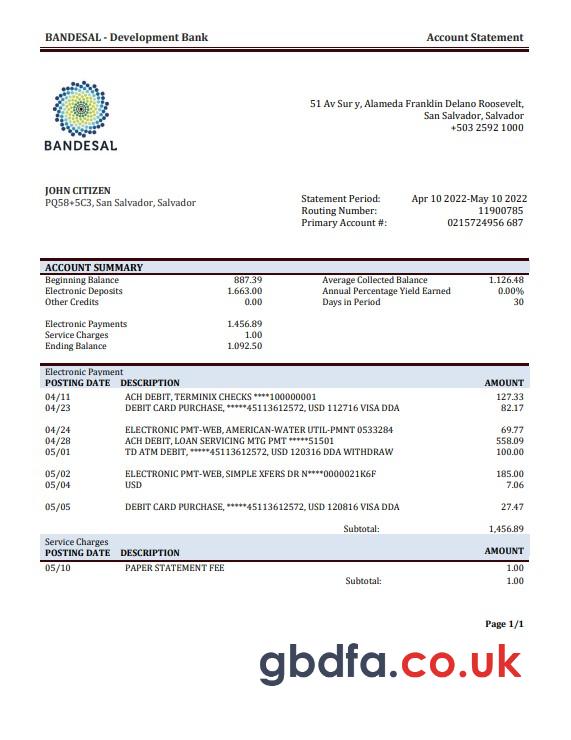 BANDESAL - Development Bank Account Statement
BANDESAL
51 Av Sur y, Alameda Franklin Delano Roosevelt,
San Salvador, Salvador
+503 2592 1000
JOHN CITIZEN
PQ58+5C3, San Salvador, Salvador
Statement Period: Apr 10 2022-May 10 2022
Routing Number: 11900785
Primary Account #: 0215724956 687
ACCOUNT SUMMARY
Beginning Balance 887.39 Average Collected Balance 1.126.48
Electronic Deposits 1.663.00 Annual Percentage Yield Earned 0.00%
Other Credits 0.00 Days in Period 30
Electronic Payments 1.456.89
Service Charges 1.00
Ending Balance 1.092.50
Electronic Payment
POSTING DATE DESCRIPTION AMOUNT
04/11 ACH DEBIT, TERMINIX CHECKS ****100000001 127.33
04/23 DEBIT CARD PURCHASE, *****45113612572, USD 112716 VISA DDA 82.17
04/24 ELECTRONIC PMT-WEB, AMERICAN-WATER UTIL-PMNT 0533284 69.77
04/28 ACH DEBIT, LOAN SERVICING MTG PMT *****51501 558.09
05/01 TD ATM DEBIT, *****45113612572, USD 120316 DDA WITHDRAW 100.00
05/02 ELECTRONIC PMT-WEB, SIMPLE XFERS DR N****0000021K6F 185.00
05/04 USD 7.06
05/05 DEBIT CARD PURCHASE, *****45113612572, USD 120816 VISA DDA 27.47
Subtotal: 1,456.89
Service Charges
POSTING DATE DESCRIPTION AMOUNT
05/10 PAPER STATEMENT FEE 1.00
Subtotal: 1.00
Page 1/1
gbdfa.co.uk